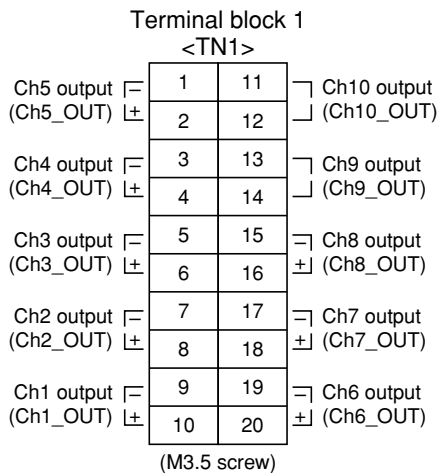 Terminal block 1
<TN1>
Ch5 output − 1 11 Ch10 output
(Ch5_OUT) + 2 12 (Ch10_OUT)
Ch4 output − 3 13 Ch9 output
(Ch4_OUT) + 4 14 (Ch9_OUT)
Ch3 output − 5 15 − Ch8 output
(Ch3_OUT) + 6 16 + (Ch8_OUT)
Ch2 output − 7 17 − Ch7 output
(Ch2_OUT) + 8 18 + (Ch7_OUT)
Ch1 output − 9 19 − Ch6 output
(Ch1_OUT) + 10 20 + (Ch6_OUT)
(M3.5 screw)